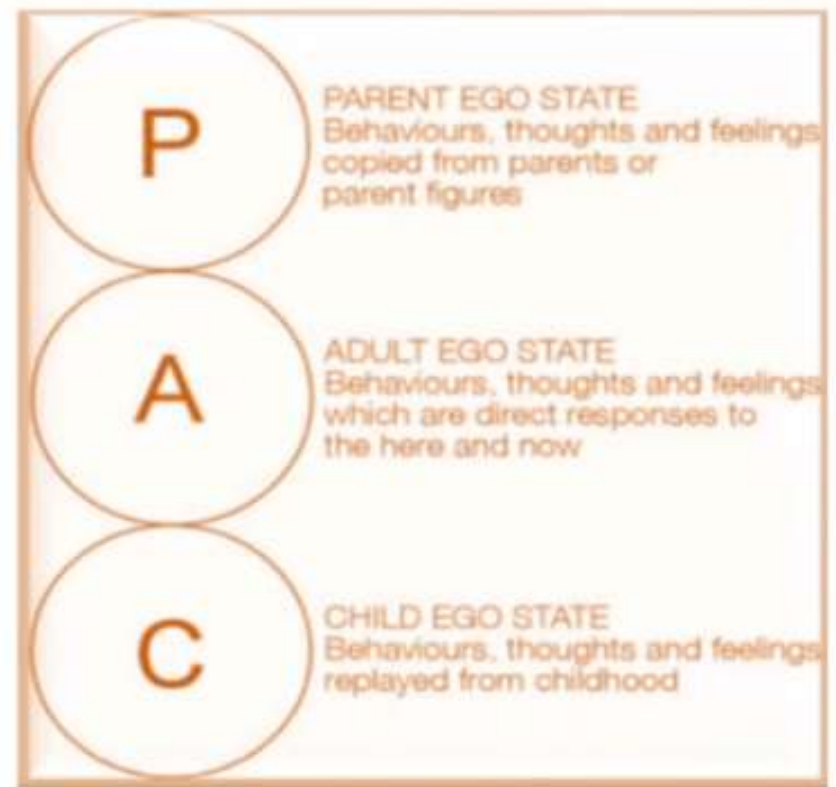 P
PARENT EGO STATE
Behaviours, thoughts and feelings
copied from parents or
parent figures
A
ADULT EGO STATE
Behaviours, thoughts and feelings
which are direct responses to
the here and now
C
CHILD EGO STATE
Behaviours, thoughts and feelings
replayed from childhood